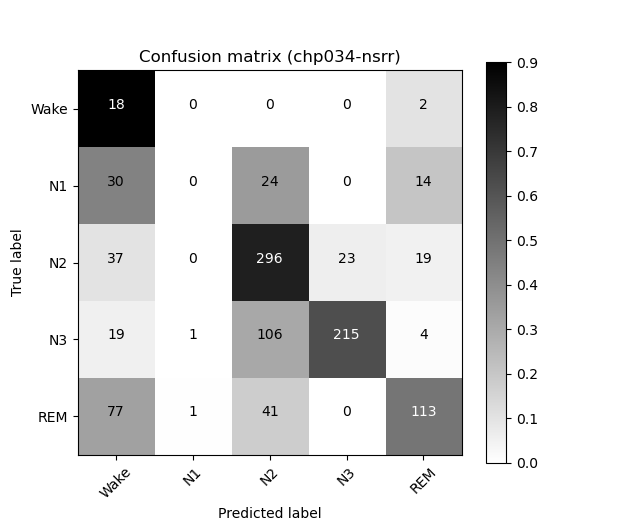 Confusion matrix (chp034-nsrr)
Wake 18 0 0 0 2
N1 30 0 24 0 14
N2 37 0 296 23 19
N3 19 1 106 215 4
REM 77 1 41 0 113
Wake N1 N2 N3 REM
True label
Predicted label
0.9
0.8
0.7
0.6
0.5
0.4
0.3
0.2
0.1
0.0